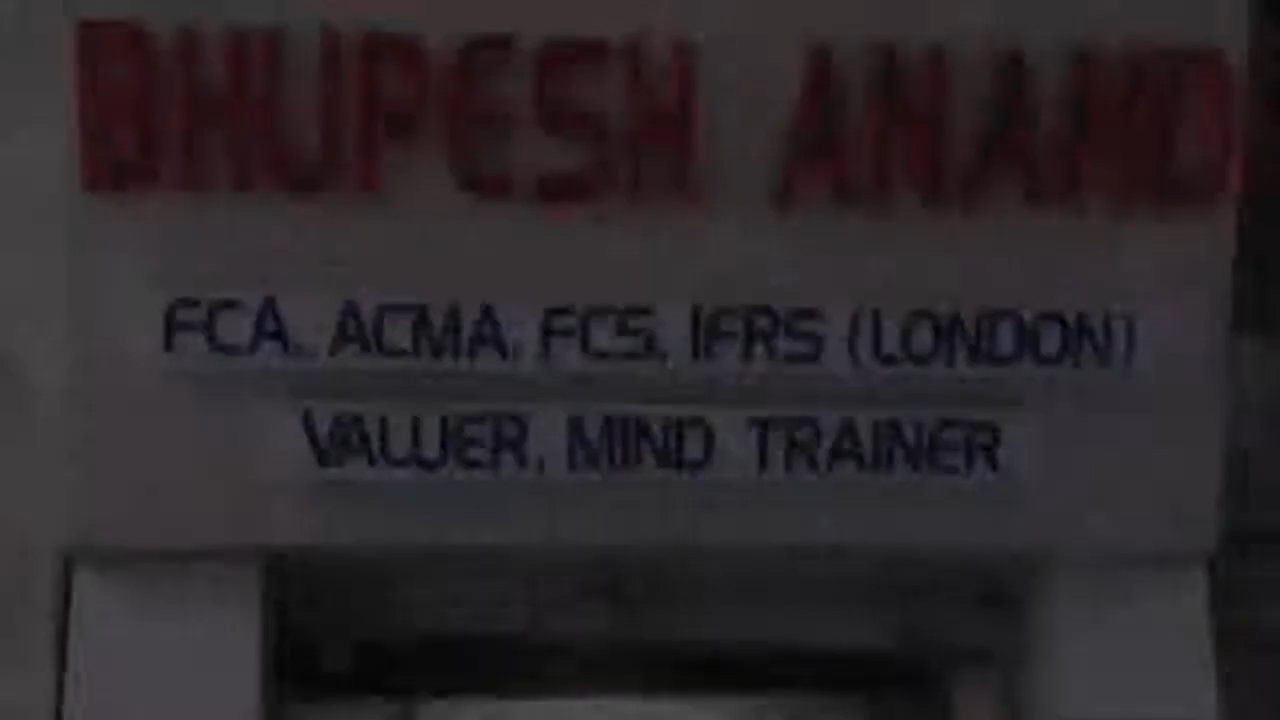 BHUPESH ANAND
FCA, ACMA, FCS, IFRS (LONDON)
VALUER, MIND TRAINER